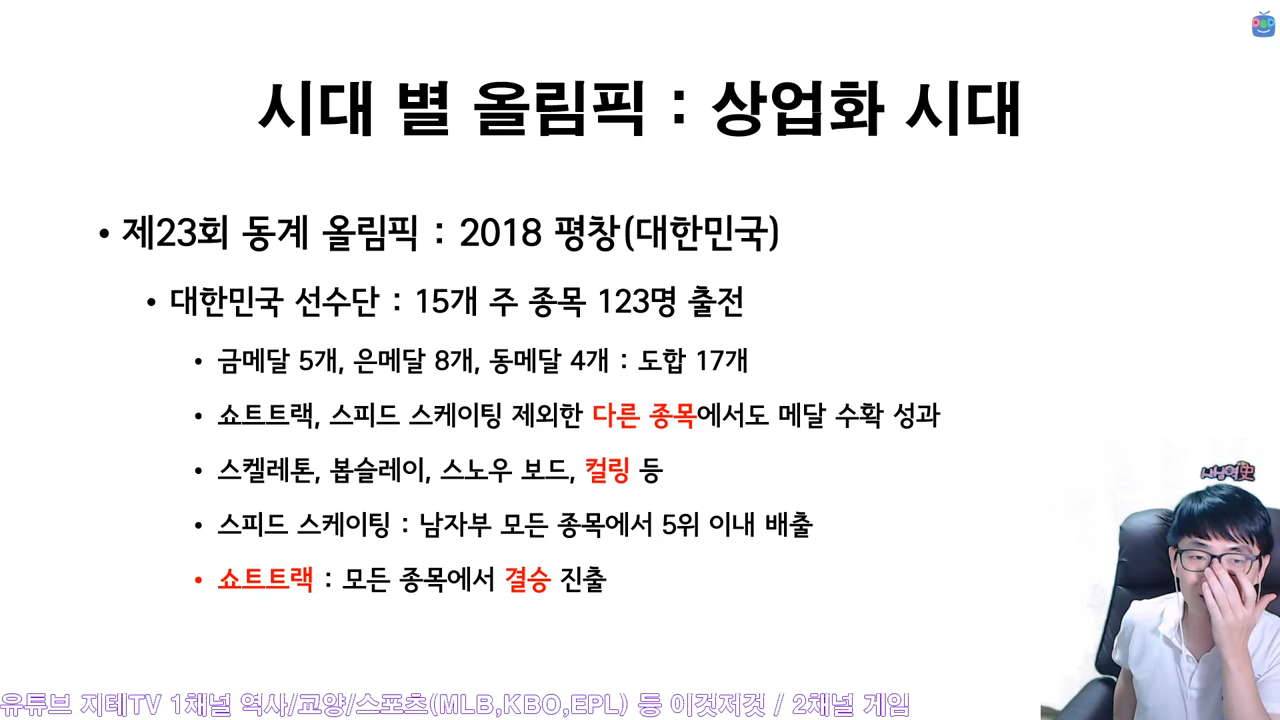 시대 별 올림픽 : 상업화 시대
• 제23회 동계 올림픽 : 2018 평창(대한민국)
• 대한민국 선수단 : 15개 주 종목 123명 출전
• 금메달 5개, 은메달 8개, 동메달 4개 : 도합 17개
• 쇼트트랙, 스피드 스케이팅 제외한 다른 종목에서도 메달 수확 성과
• 스켈레톤, 봅슬레이, 스노우 보드, 컬링 등
• 스피드 스케이팅 : 남자부 모든 종목에서 5위 이내 배출
• 쇼트트랙 : 모든 종목에서 결승 진출
유튜브 지테TV 1채널 역사/교양/스포츠(MLB,KBO,EPL) 등 이것저것 / 2채널 게임